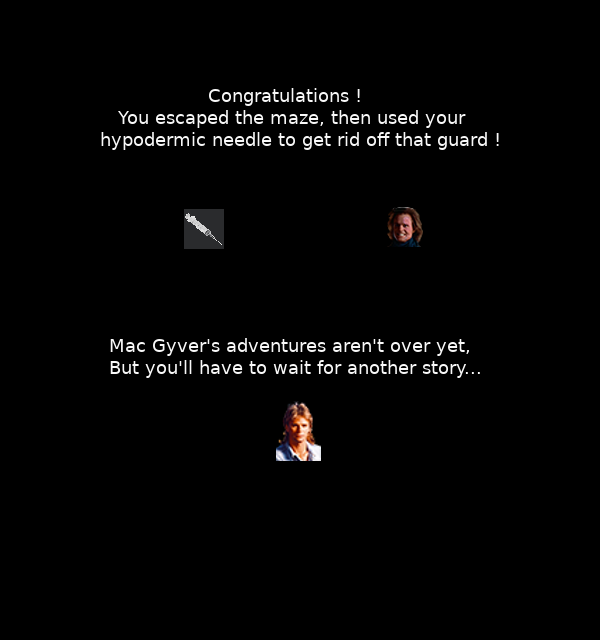 Congratulations !
You escaped the maze, then used your
hypodermic needle to get rid off that guard !
Mac Gyver's adventures aren't over yet,
But you'll have to wait for another story...